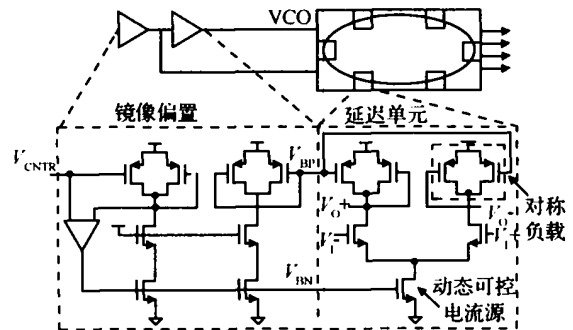 VCO
镜像偏置
延迟单元
V_CNTR
V_BP
V_O+
V_O-
V_I-
V_I+
对称
负载
V_BN
动态可控
电流源